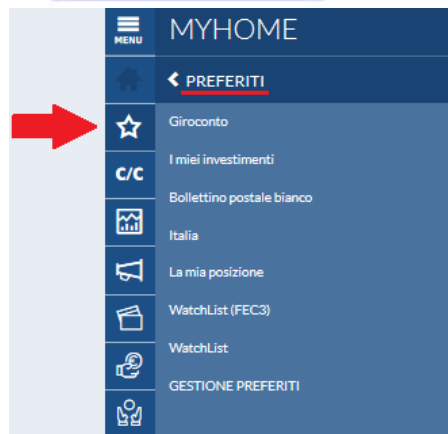 MENU
MYHOME
PREFERITI
Giroconto
C/C
I miei investimenti
Bollettino postale bianco
Italia
La mia posizione
WatchList (FEC3)
WatchList
GESTIONE PREFERITI